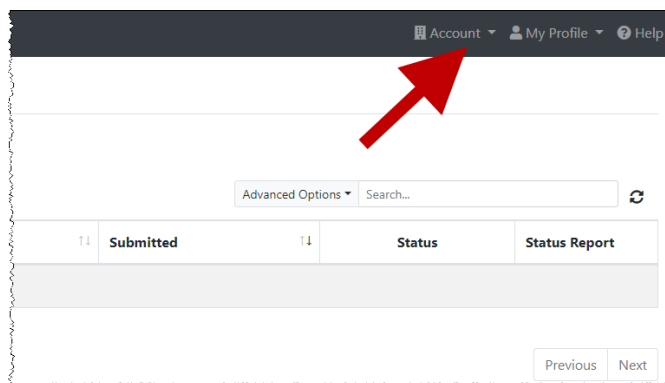 Account My Profile Help
Advanced Options Search...
Submitted Status Status Report
Previous Next